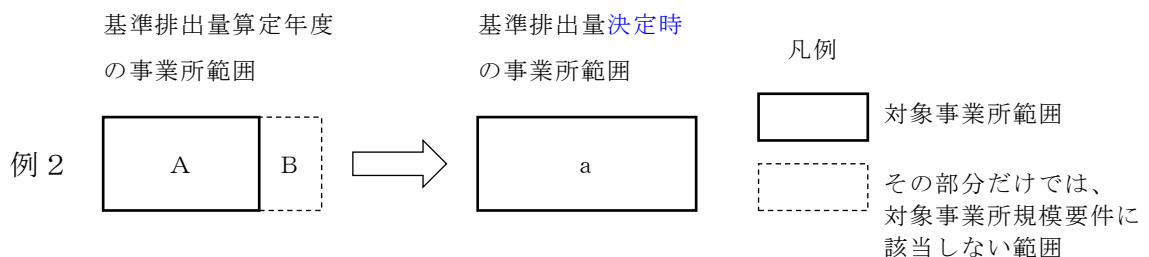 基準排出量算定年度
の事業所範囲
基準排出量決定時
の事業所範囲
凡例
例２
A
B
a
対象事業所範囲
その部分だけでは、
対象事業所規模要件に
該当しない範囲